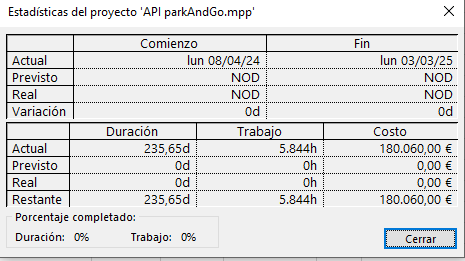 Estadísticas del proyecto 'API parkAndGo.mpp'
Comienzo Fin
Actual lun 08/04/24 lun 03/03/25
Previsto NOD NOD
Real NOD NOD
Variación 0d 0d
Duración Trabajo Costo
Actual 235,65d 5.844h 180.060,00 €
Previsto 0d 0h 0,00 €
Real 0d 0h 0,00 €
Restante 235,65d 5.844h 180.060,00 €
Porcentaje completado:
Duración: 0% Trabajo: 0%
Cerrar